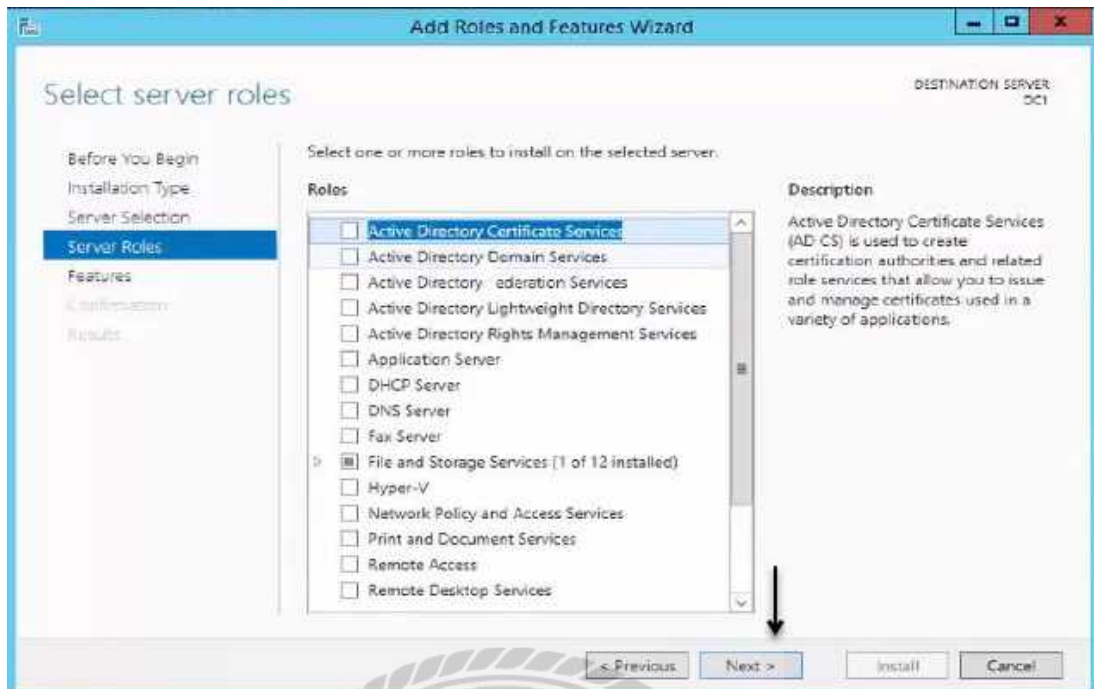 Add Roles and Features Wizard
Select server roles
DESTINATION SERVER
DC1
Before You Begin
Installation Type
Server Selection
Server Roles
Features
Confirmation
Results
Select one or more roles to install on the selected server.
Roles
Active Directory Certificate Services
Active Directory Domain Services
Active Directory ederation Services
Active Directory Lightweight Directory Services
Active Directory Rights Management Services
Application Server
DHCP Server
DNS Server
Fax Server
File and Storage Services (1 of 12 installed)
Hyper-V
Network Policy and Access Services
Print and Document Services
Remote Access
Remote Desktop Services
Description
Active Directory Certificate Services
(AD CS) is used to create
certification authorities and related
role services that allow you to issue
and manage certificates used in a
variety of applications.
< Previous
Next >
Install
Cancel